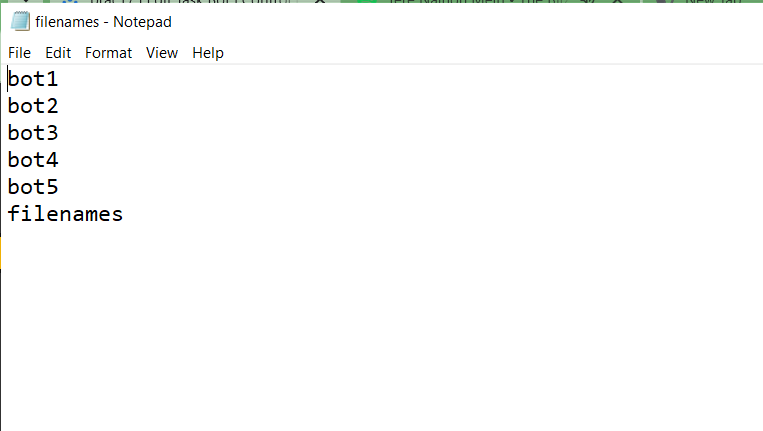 filenames - Notepad
File Edit Format View Help
bot1
bot2
bot3
bot4
bot5
filenames